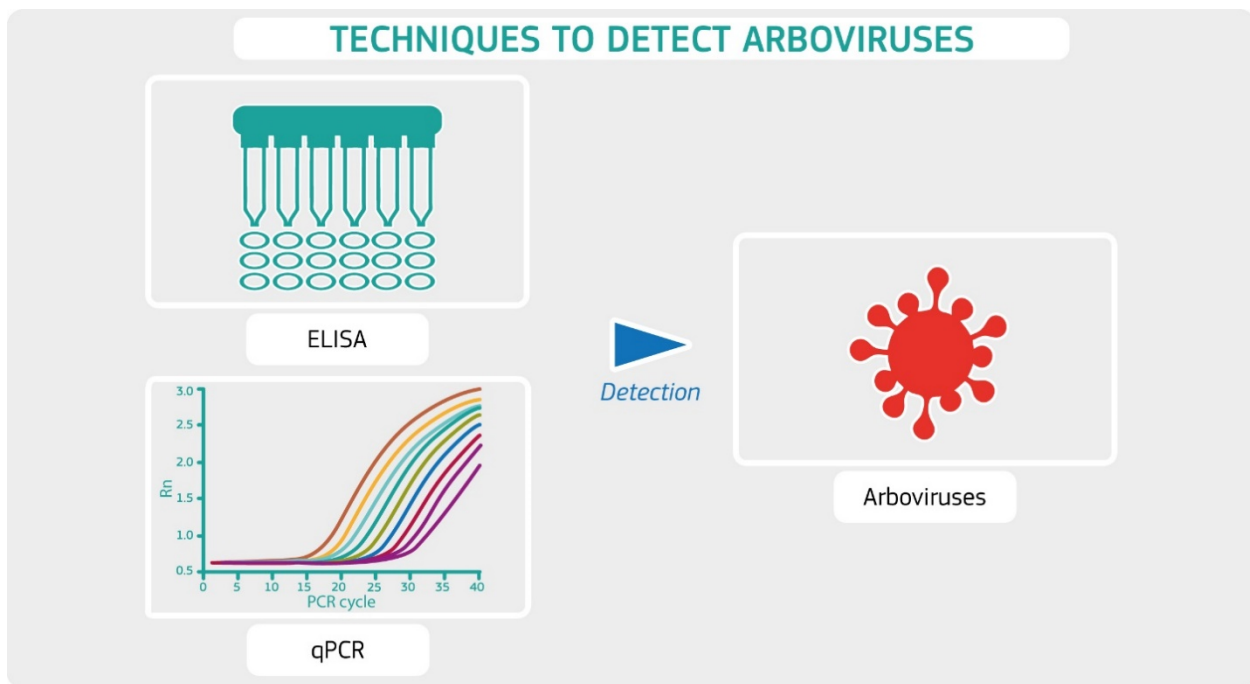 TECHNIQUES TO DETECT ARBOVIRUSES
ELISA
3.0
2.5
2.0
1.5
1.0
0.5
Rn
0 5 10 15 20 25 30 35 40
PCR cycle
qPCR
Detection
Arboviruses